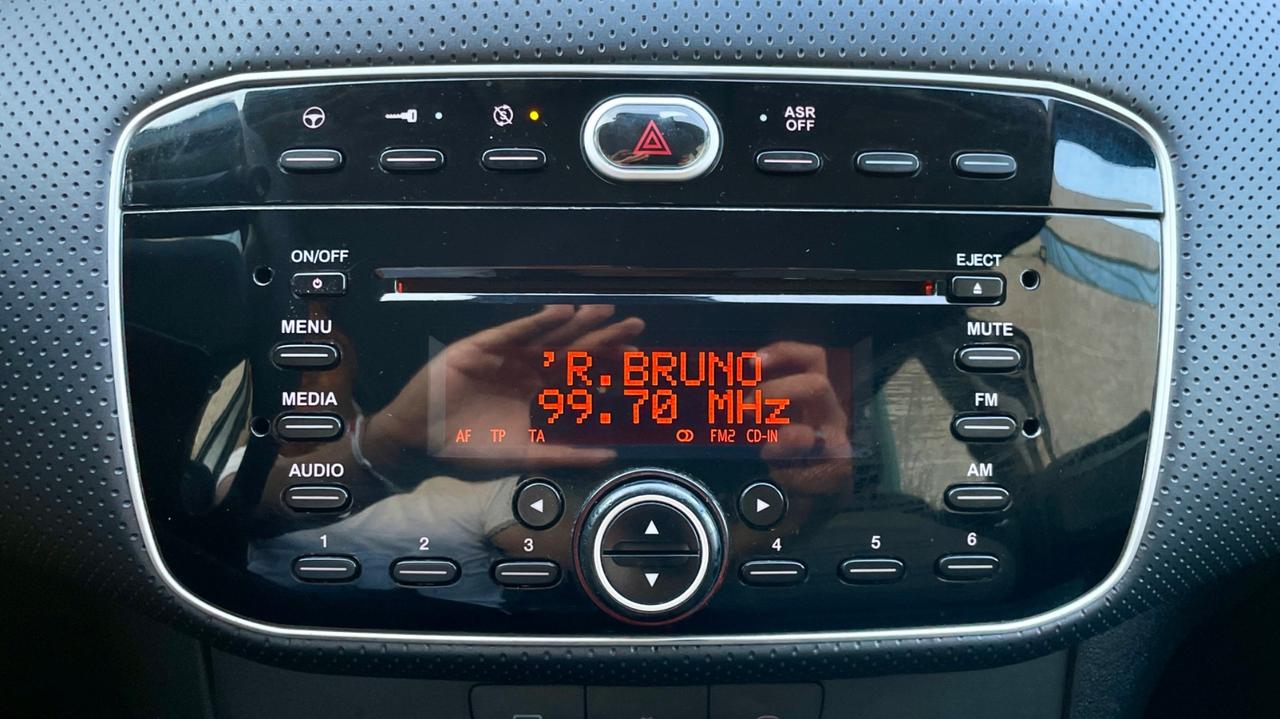 ASR
OFF
ON/OFF
EJECT
MENU
MUTE
'R.BRUNO
99.70 MHz
MEDIA
FM
AF TP TA FM2 CD-IN
AUDIO
AM
1 2 3 4 5 6